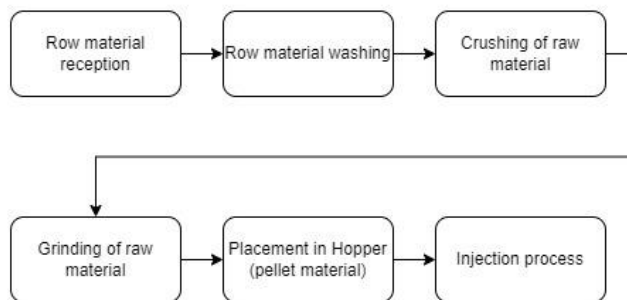 Row material
reception
Row material washing
Crushing of raw
material
Grinding of raw
material
Placement in Hopper
(pellet material)
Injection process